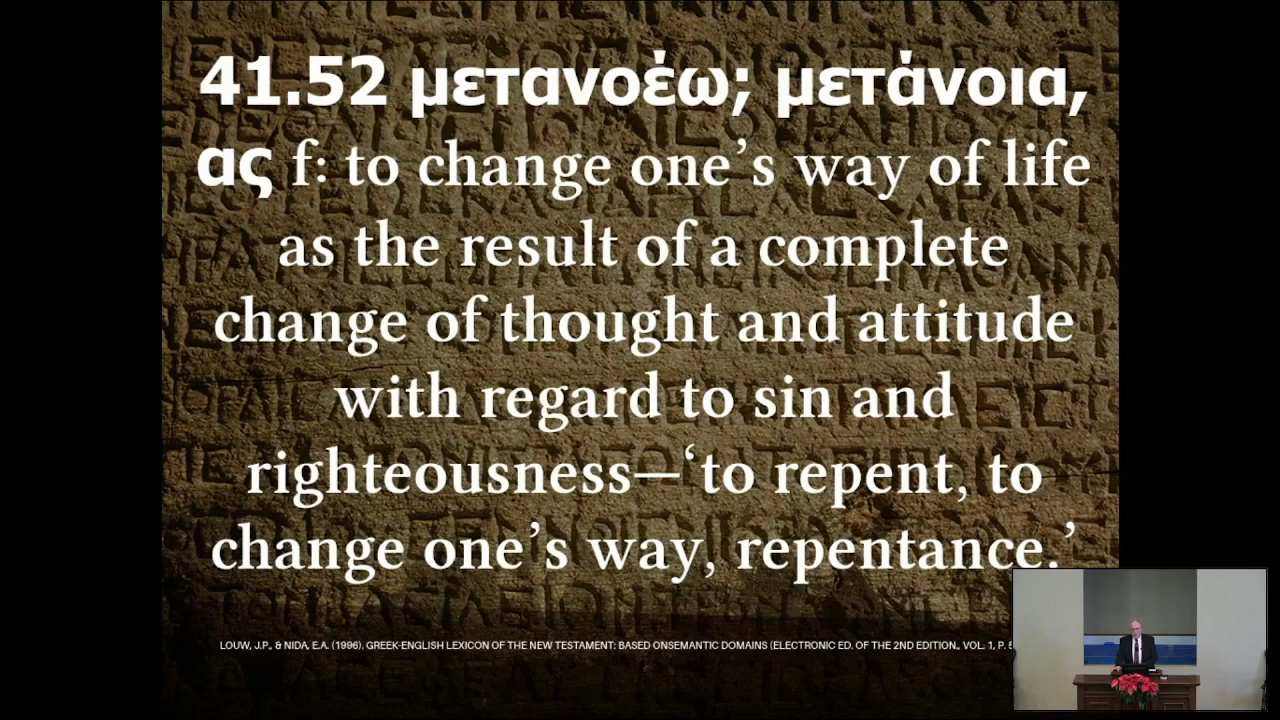 41.52 μετανοέω; μετάνοια,
ας f: to change one’s way of life
as the result of a complete
change of thought and attitude
with regard to sin and
righteousness—‘to repent, to
change one’s way, repentance.’
LOUW, J.P., & NIDA, E.A. (1996). GREEK-ENGLISH LEXICON OF THE NEW TESTAMENT: BASED ONSEMANTIC DOMAINS (ELECTRONIC ED. OF THE 2ND EDITION., VOL. 1, P.